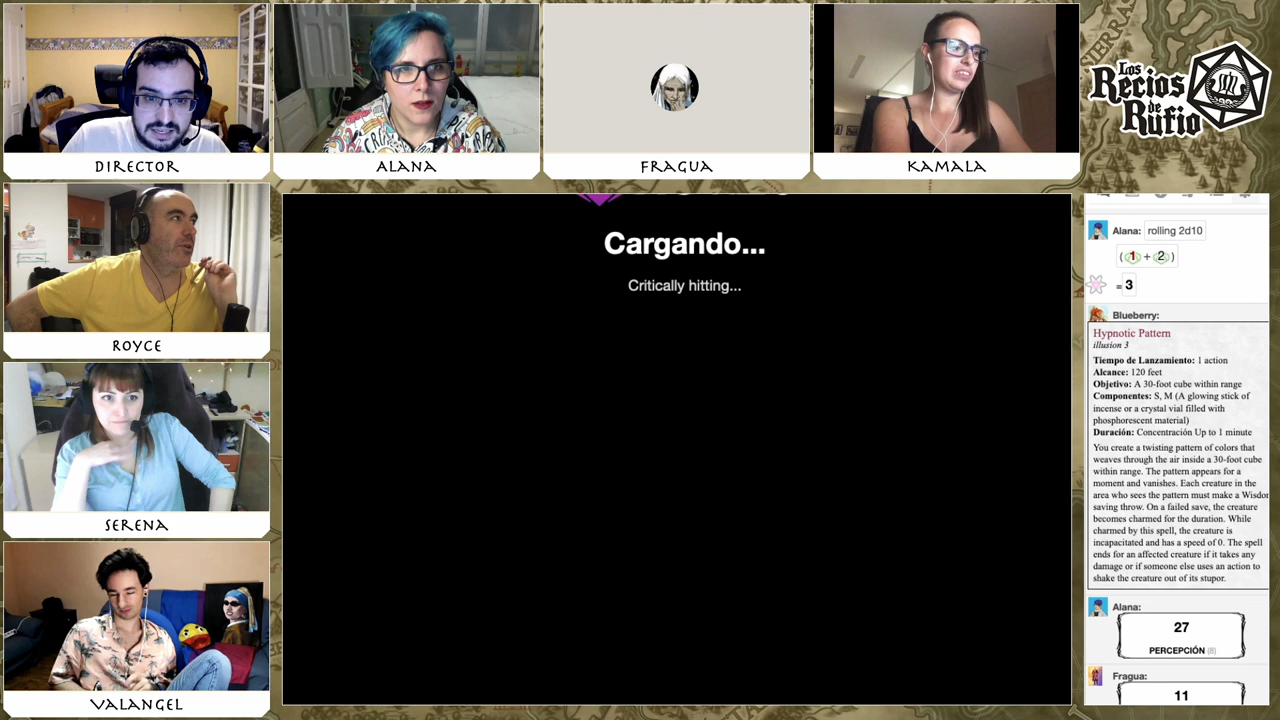 DIRECTOR
ALANA
FRAGUA
KAMALA
LOS
RECIOS
DE
RUFIO
ROYCE
SERENA
VALANGEL
Cargando...
Critically hitting...
Alana: rolling 2d10
(1+2)
=3
Blueberry:
Hypnotic Pattern
illusion 3
Tiempo de Lanzamiento: 1 action
Alcance: 120 feet
Objetivo: A 30-foot cube within range
Componentes: S, M (A glowing stick of
incense or a crystal vial filled with
phosphorescent material)
Duración: Concentración Up to 1 minute
You create a twisting pattern of colors that
weaves through the air inside a 30-foot cube
within range. The pattern appears for a
moment and vanishes. Each creature in the
area who sees the pattern must make a Wisdom
saving throw. On a failed save, the creature
becomes charmed for the duration. While
charmed by this spell, the creature is
incapacitated and has a speed of 0. The spell
ends for an affected creature if it takes any
damage or if someone else uses an action to
shake the creature out of its stupor.
Alana:
27
PERCEPCIÓN (8)
Fragua:
11